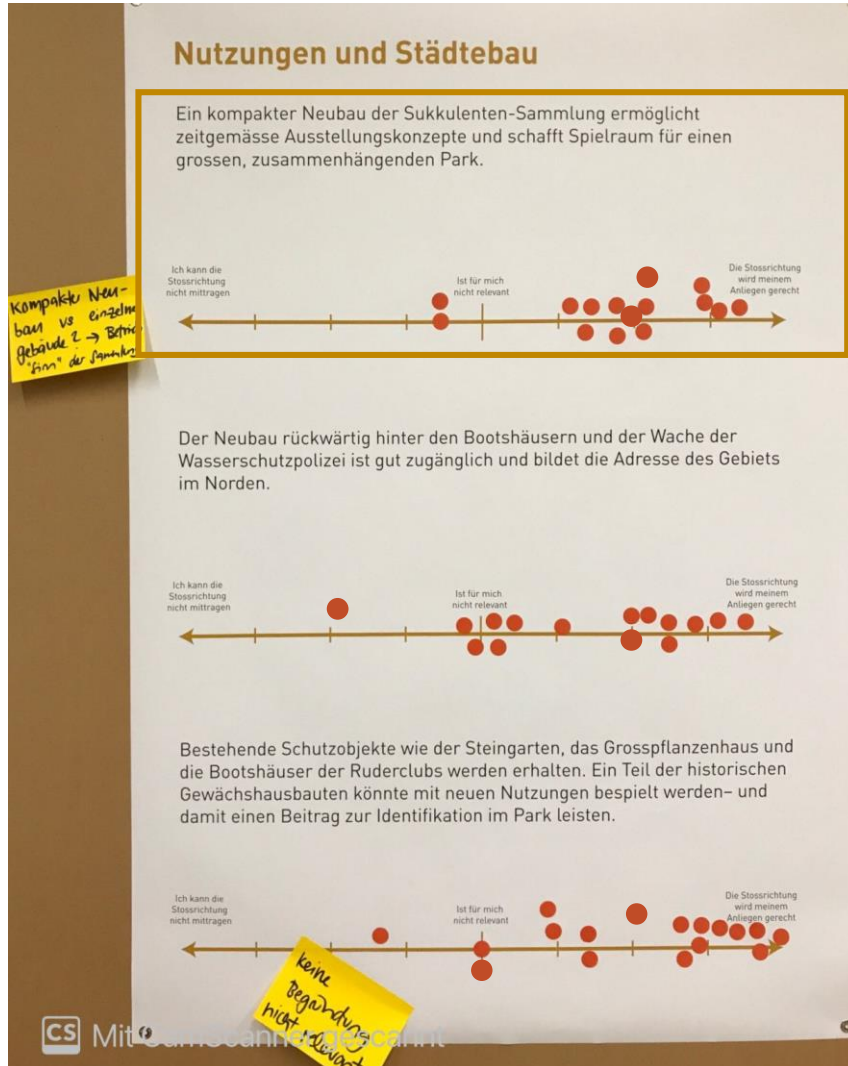 Nutzungen und Städtebau
Ein kompakter Neubau der Sukkulenten-Sammlung ermöglicht
zeitgemässe Ausstellungskonzepte und schafft Spielraum für einen
grossen, zusammenhängenden Park.
Ich kann die
Stossrichtung
nicht mittragen
Ist für mich
nicht relevant
Die Stossrichtung
wird meinem
Anliegen gerecht
Kompakter Neu-
bau vs einzelne
gebäude ? → Betrieb
"Sinn" der
Der Neubau rückwärtig hinter den Bootshäusern und der Wache der
Wasserschutzpolizei ist gut zugänglich und bildet die Adresse des Gebiets
im Norden.
Ich kann die
Stossrichtung
nicht mittragen
Ist für mich
nicht relevant
Die Stossrichtung
wird meinem
Anliegen gerecht
Bestehende Schutzobjekte wie der Steingarten, das Grosspflanzenhaus und
die Bootshäuser der Ruderclubs werden erhalten. Ein Teil der historischen
Gewächshausbauten könnte mit neuen Nutzungen bespielt werden– und
damit einen Beitrag zur Identifikation im Park leisten.
Ich kann die
Stossrichtung
nicht mittragen
Ist für mich
nicht relevant
Die Stossrichtung
wird meinem
Anliegen gerecht
keine
Begründung
nicht relevant
CS Mit CamScanner gescannt